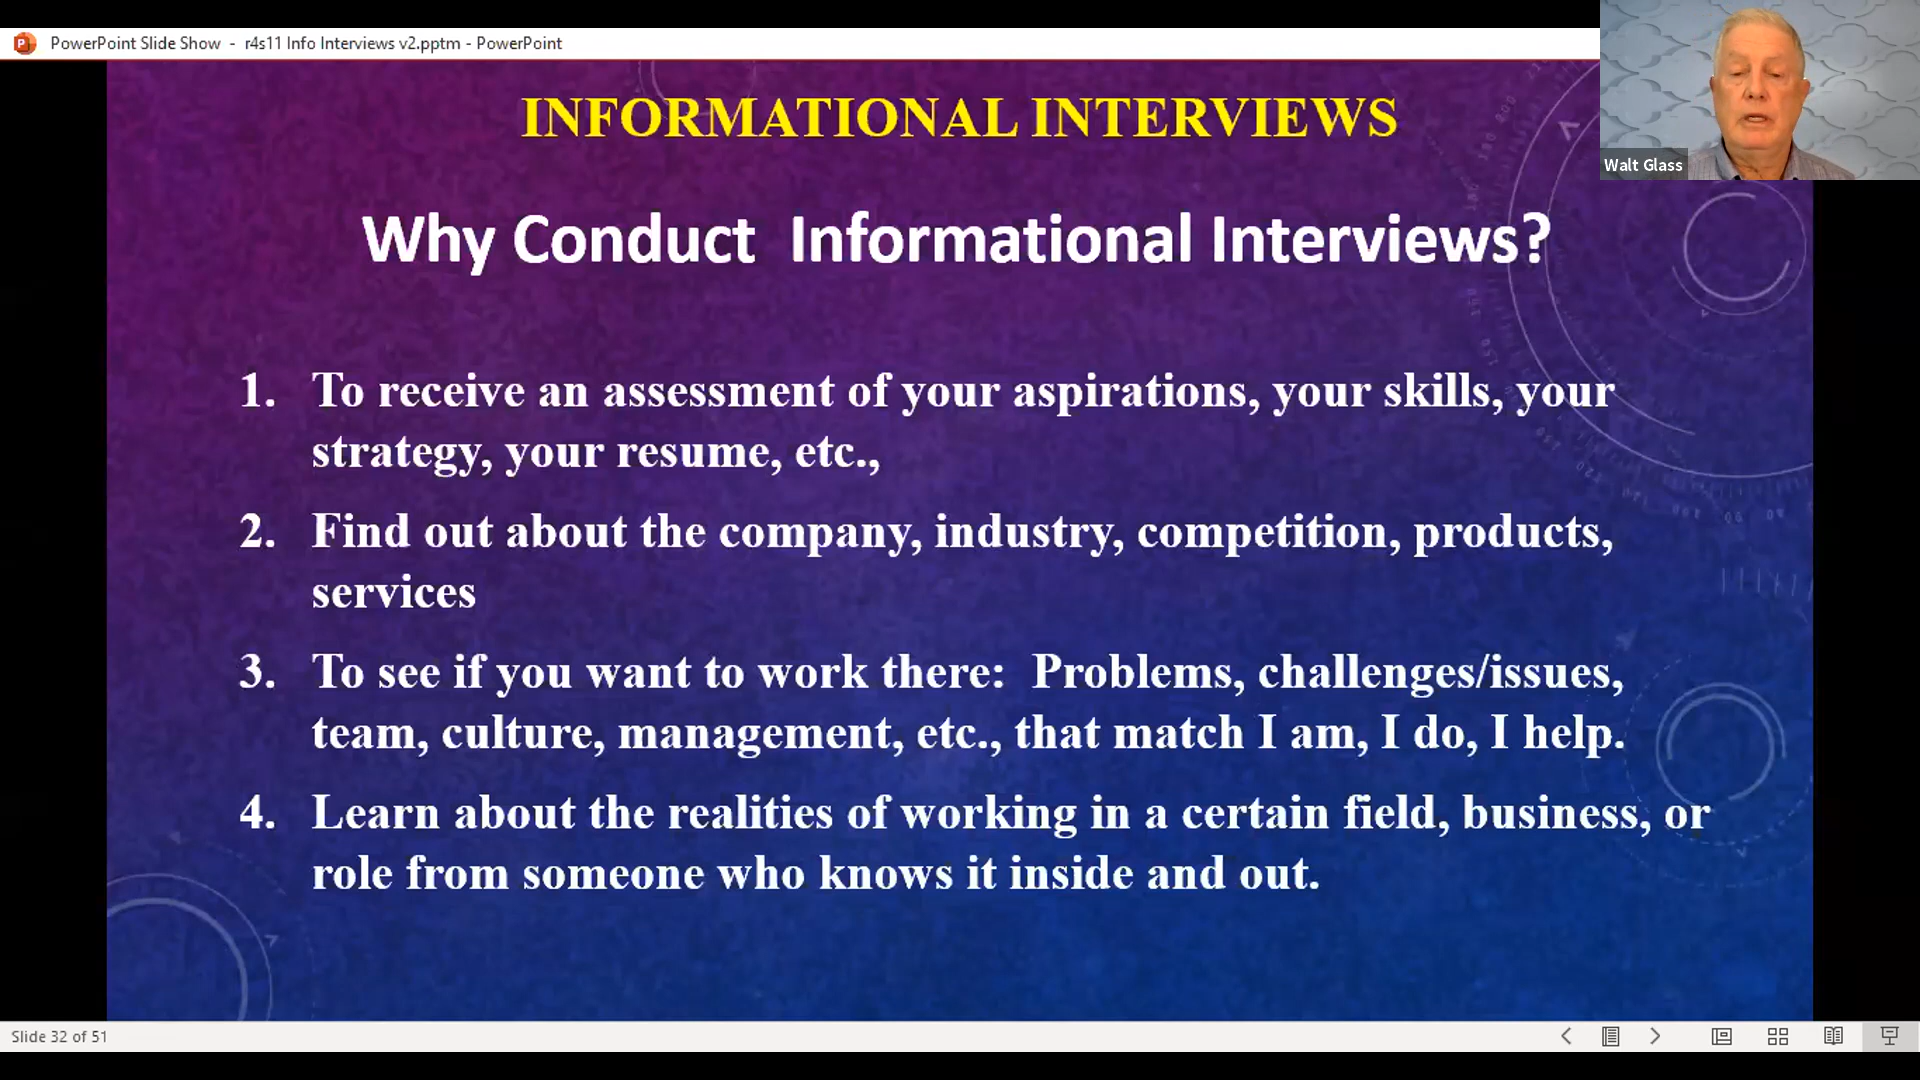 PowerPoint Slide Show - r4s11 Info Interviews v2.pptm - PowerPoint
Walt Glass
INFORMATIONAL INTERVIEWS
Why Conduct Informational Interviews?
1. To receive an assessment of your aspirations, your skills, your
strategy, your resume, etc.,
2. Find out about the company, industry, competition, products,
services
3. To see if you want to work there: Problems, challenges/issues,
team, culture, management, etc., that match I am, I do, I help.
4. Learn about the realities of working in a certain field, business, or
role from someone who knows it inside and out.
Slide 32 of 51